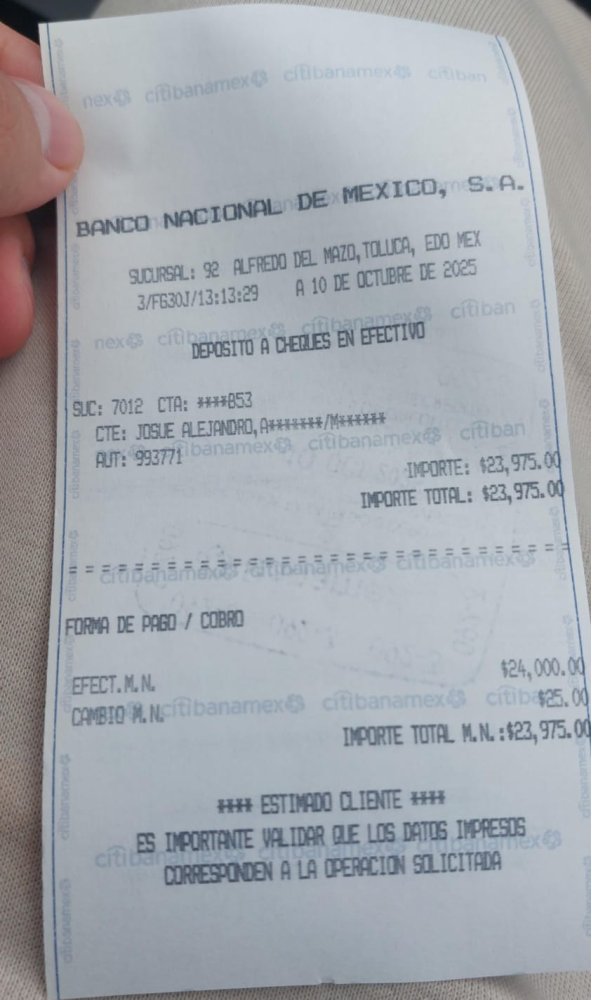 citibanamex citibanamex citiban
BANCO NACIONAL DE MEXICO, S.A.
SUCURSAL: 92 ALFREDO DEL MAZO,TOLUCA, EDO MEX
3/FG30J/13:13:29 A 10 DE OCTUBRE DE 2025
DEPOSITO A CHEQUES EN EFECTIVO
SUC: 7012 CTA: ****853
CTE: JOSUE ALEJANDRO,A*******/M******
AUT: 993771
IMPORTE: $23,975.00
IMPORTE TOTAL: $23,975.00
FORMA DE PAGO / COBRO
EFECT.M.N. $24,000.00
CAMBIO M.N. $25.00
IMPORTE TOTAL M.N.:$23,975.00
**** ESTIMADO CLIENTE ****
ES IMPORTANTE VALIDAR QUE LOS DATOS IMPRESOS
CORRESPONDEN A LA OPERACION SOLICITADA